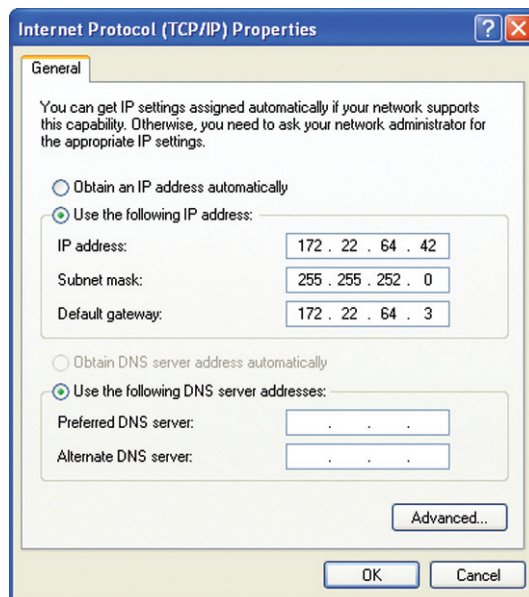 Internet Protocol (TCP/IP) Properties
General
You can get IP settings assigned automatically if your network supports
this capability. Otherwise, you need to ask your network administrator for
the appropriate IP settings.
Obtain an IP address automatically
Use the following IP address:
IP address: 172 . 22 . 64 . 42
Subnet mask: 255 . 255 . 252 . 0
Default gateway: 172 . 22 . 64 . 3
Obtain DNS server address automatically
Use the following DNS server addresses:
Preferred DNS server: . . .
Alternate DNS server: . . .
Advanced...
OK Cancel